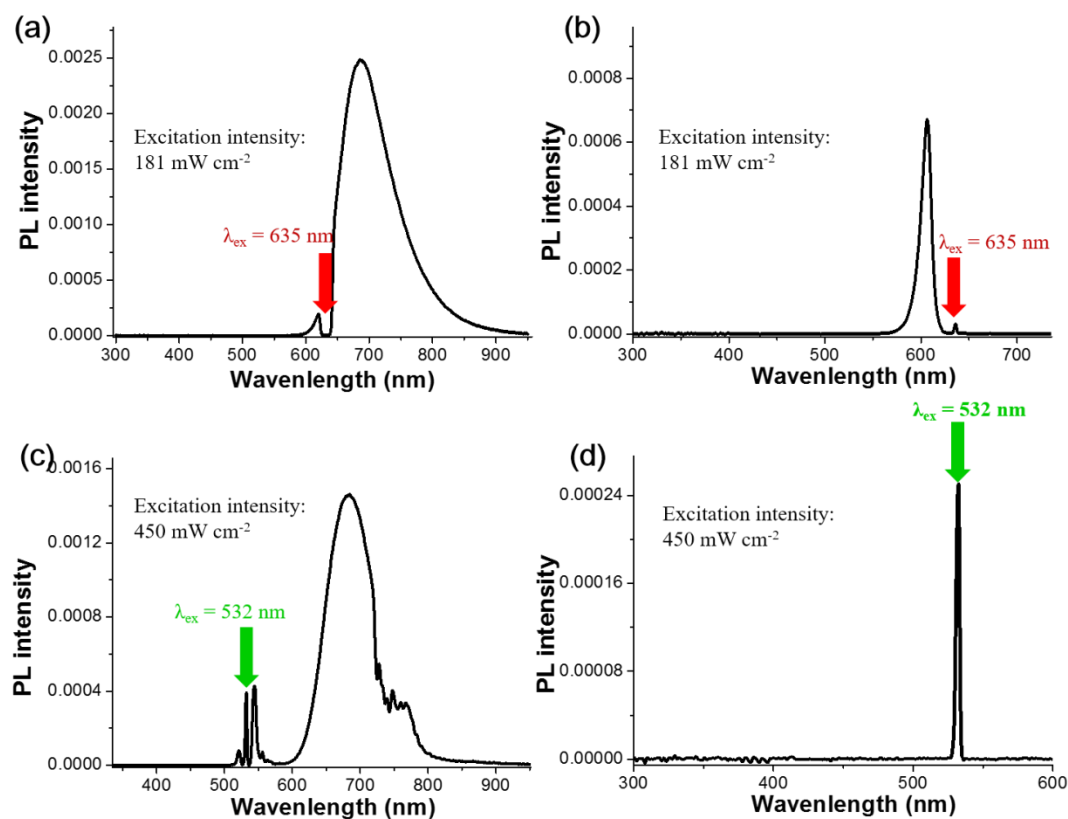 (a)
PL intensity
0.0025
0.0020
0.0015
0.0010
0.0005
0.0000
Excitation intensity:
181 mW cm-2
λex = 635 nm
300 400 500 600 700 800 900
Wavenlength (nm)
(b)
PL intensity
0.0008
0.0006
0.0004
0.0002
0.0000
Excitation intensity:
181 mW cm-2
λex = 635 nm
300 400 500 600 700
Wavenlength (nm)
(c)
PL intensity
0.0016
0.0012
0.0008
0.0004
0.0000
Excitation intensity:
450 mW cm-2
λex = 532 nm
400 500 600 700 800 900
Wavenlength (nm)
λex = 532 nm
(d)
PL intensity
0.00024
0.00016
0.00008
0.00000
Excitation intensity:
450 mW cm-2
300 400 500 600
Wavenlength (nm)